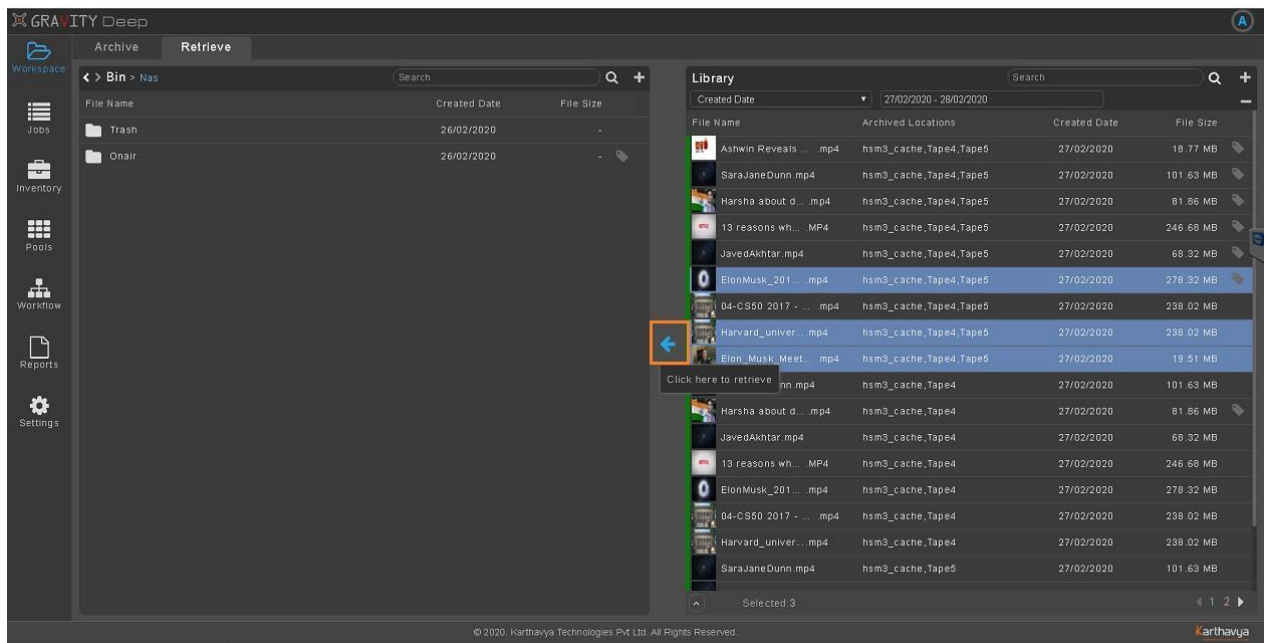 GRAVITY Deep
A
Workspace
Jobs
Inventory
Pools
Workflow
Reports
Settings
Archive Retrieve
< > Bin > Nas Search +
File Name Created Date File Size
Trash 26/02/2020 -
Onair 26/02/2020 -
Library Search +
Created Date 27/02/2020 - 28/02/2020
File Name Archived Locations Created Date File Size
Ashwin Reveals ... .mp4 hsm3_cache,Tape4,Tape5 27/02/2020 18.77 MB
SaraJaneDunn.mp4 hsm3_cache,Tape4,Tape5 27/02/2020 101.63 MB
Harsha about d... .mp4 hsm3_cache,Tape4,Tape5 27/02/2020 81.86 MB
13 reasons wh... .MP4 hsm3_cache,Tape4,Tape5 27/02/2020 246.68 MB
JavedAkhtar.mp4 hsm3_cache,Tape4,Tape5 27/02/2020 68.32 MB
ElonMusk_201... .mp4 hsm3_cache,Tape4,Tape5 27/02/2020 278.32 MB
04-CS50 2017 - ... .mp4 hsm3_cache,Tape4,Tape5 27/02/2020 238.02 MB
Harvard_univer... .mp4 hsm3_cache,Tape4,Tape5 27/02/2020 238.02 MB
Elon_Musk_Meet... .mp4 hsm3_cache,Tape4,Tape5 27/02/2020 19.51 MB
Click here to retrieve
nn.mp4 hsm3_cache,Tape4 27/02/2020 101.63 MB
Harsha about d... .mp4 hsm3_cache,Tape4 27/02/2020 81.86 MB
JavedAkhtar.mp4 hsm3_cache,Tape4 27/02/2020 68.32 MB
13 reasons wh... .MP4 hsm3_cache,Tape4 27/02/2020 246.68 MB
ElonMusk_201... .mp4 hsm3_cache,Tape4 27/02/2020 278.32 MB
04-CS50 2017 - ... .mp4 hsm3_cache,Tape4 27/02/2020 238.02 MB
Harvard_univer... .mp4 hsm3_cache,Tape4 27/02/2020 238.02 MB
SaraJaneDunn.mp4 hsm3_cache,Tape5 27/02/2020 101.63 MB
Selected:3 1 2
© 2020, Karthavya Technologies Pvt Ltd. All Rights Reserved.
Karthavya